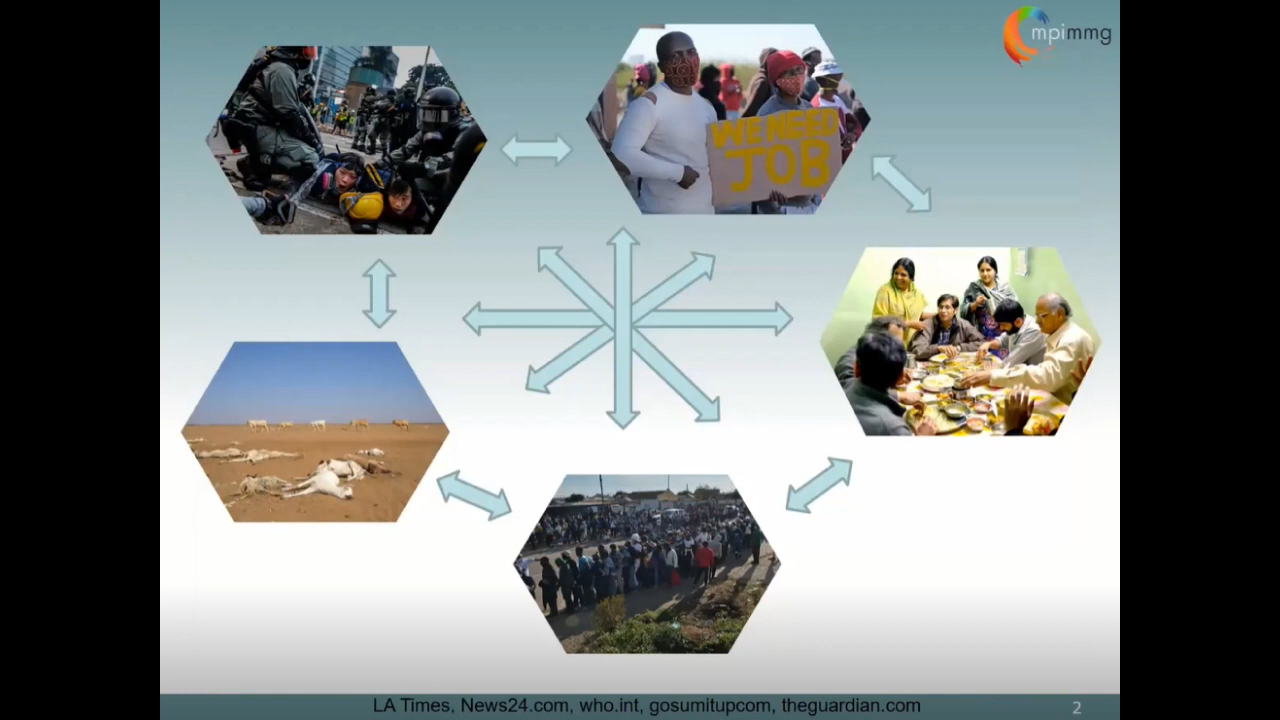 mpimmg
WE NEED
JOB
LA Times, News24.com, who.int, gosumitupcom, theguardian.com
2